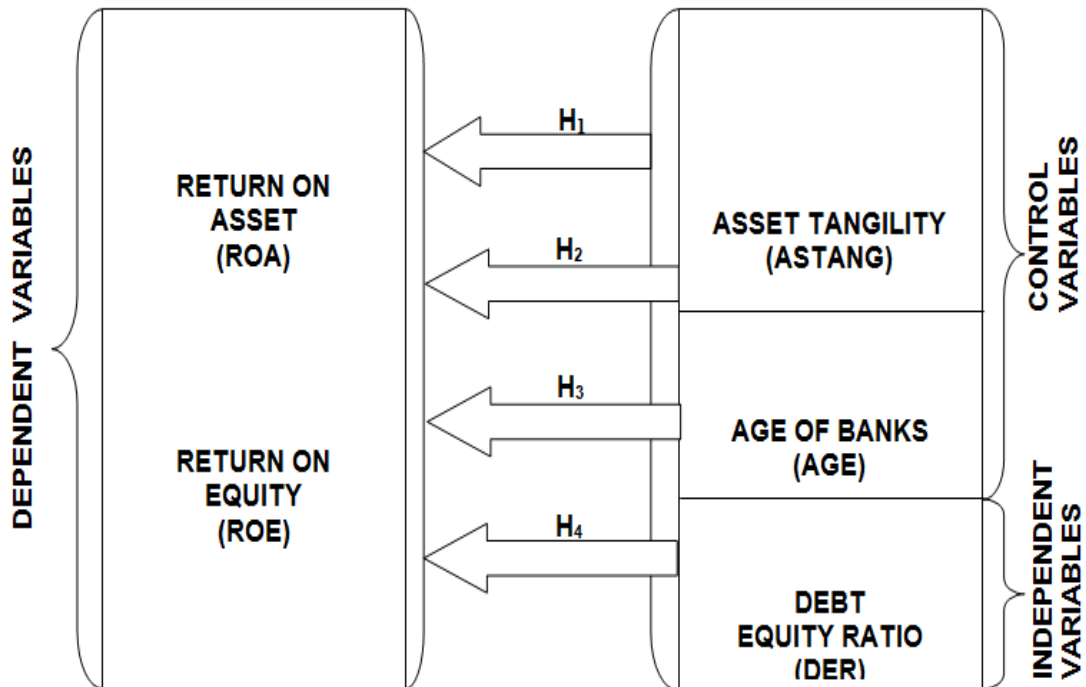 DEPENDENT VARIABLES
RETURN ON
ASSET
(ROA)
RETURN ON
EQUITY
(ROE)
H₁
H₂
H₃
H₄
ASSET TANGILITY
(ASTANG)
AGE OF BANKS
(AGE)
DEBT
EQUITY RATIO
(DER)
CONTROL
VARIABLES
INDEPENDENT
VARIABLES